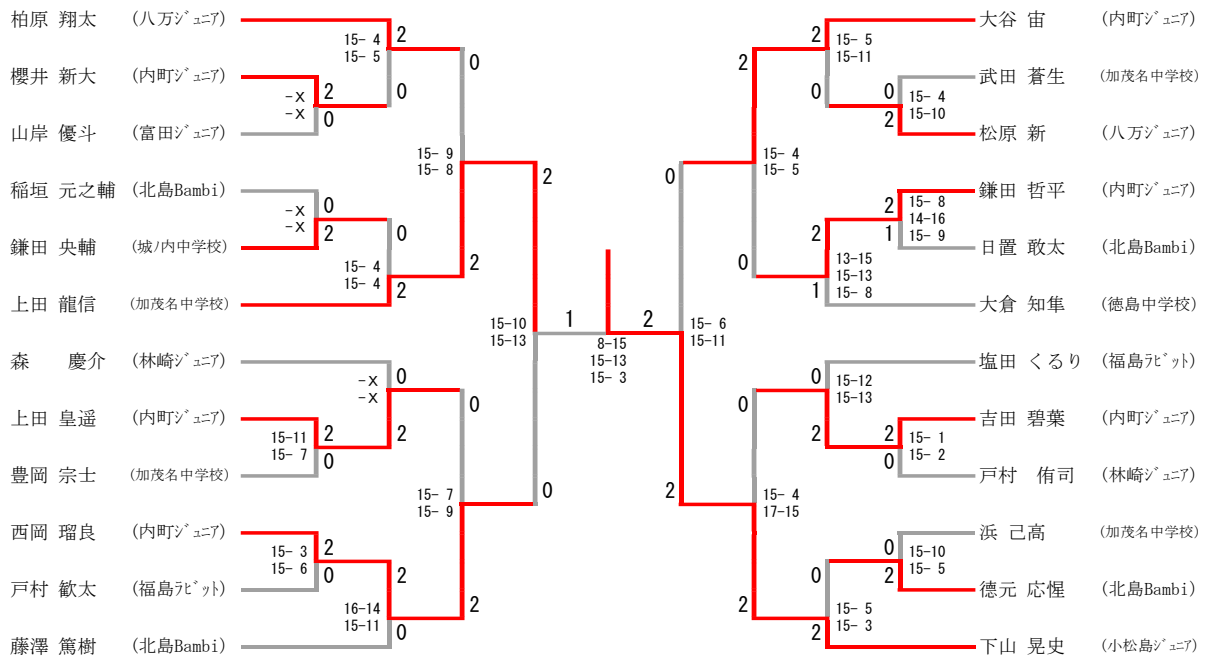 柏原 翔太 (八万ジュニア)
2
15- 4
15- 5
0
櫻井 新大 (内町ジュニア)
2
-X
-X
0
0
山岸 優斗 (富田ジュニア)
15- 9
15- 8
2
稲垣 元之輔 (北島Bambi)
0
-X
-X
2
0
鎌田 央輔 (城ノ内中学校)
15- 4
15- 4
2
2
上田 龍信 (加茂名中学校)
15-10
15-13
1
森 慶介 (林崎ジュニア)
0
-X
-X
0
上田 皇遥 (内町ジュニア)
2
2
15-11
15- 7
0
豊岡 宗士 (加茂名中学校)
15- 7
15- 9
0
西岡 瑠良 (内町ジュニア)
2
15- 3
15- 6
0
2
戸村 歓太 (福島ラビット)
16-14
15-11
0
2
藤澤 篤樹 (北島Bambi)
2
8-15
15-13
15- 3
大谷 宙 (内町ジュニア)
2
15- 5
15-11
2
武田 蒼生 (加茂名中学校)
0
0
15- 4
15-10
2
松原 新 (八万ジュニア)
0
15- 4
15- 5
鎌田 哲平 (内町ジュニア)
2
15- 8
14-16
15- 9
1
2
日置 敢太 (北島Bambi)
0
13-15
15-13
15- 8
1
大倉 知隼 (徳島中学校)
15- 6
15-11
塩田 くるり (福島ラビット)
0
15-12
15-13
0
吉田 碧葉 (内町ジュニア)
2
2
15- 1
15- 2
0
戸村 侑司 (林崎ジュニア)
2
15- 4
17-15
浜 己高 (加茂名中学校)
0
15-10
15- 5
0
2
德元 応惺 (北島Bambi)
2
15- 5
15- 3
2
下山 晃史 (小松島ジュニア)